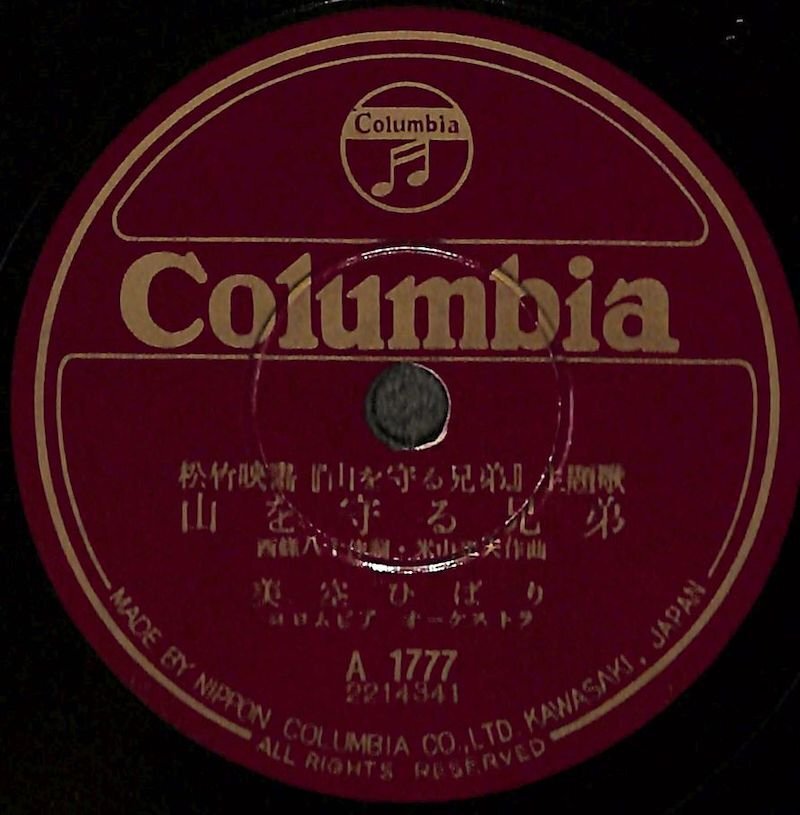 Columbia
Columbia
松竹映畵『山を守る兄弟』主題歌
山を守る兄弟
西條八十作詞・米山正夫作曲
美空ひばり
コロムビア オーケストラ
A 1777
2214341
MADE BY NIPPON COLUMBIA CO., LTD. KAWASAKI, JAPAN
ALL RIGHTS RESERVED